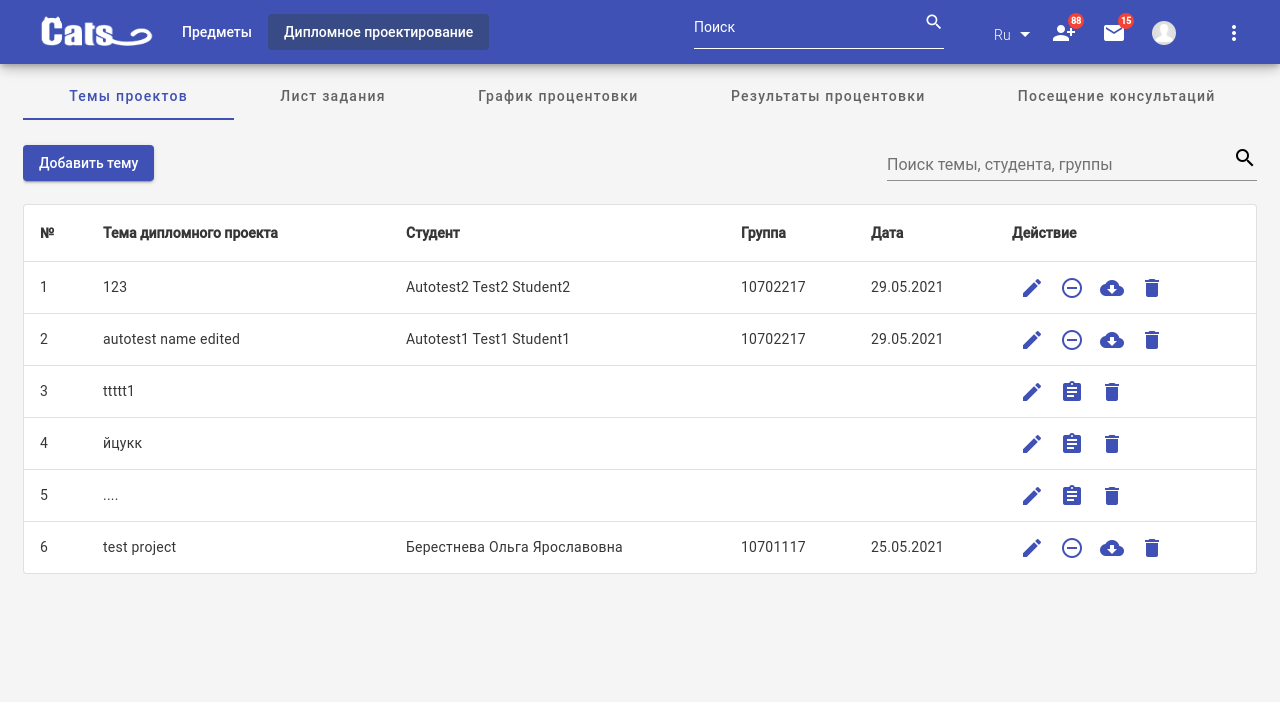 Cats
Предметы
Дипломное проектирование
Поиск
Ru
88
15
Темы проектов
Лист задания
График процентовки
Результаты процентовки
Посещение консультаций
Добавить тему
Поиск темы, студента, группы
№ Тема дипломного проекта Студент Группа Дата Действие
1 123 Autotest2 Test2 Student2 10702217 29.05.2021
2 autotest name edited Autotest1 Test1 Student1 10702217 29.05.2021
3 ttttt1
4 йцукк
5 ....
6 test project Берестнева Ольга Ярославовна 10701117 25.05.2021